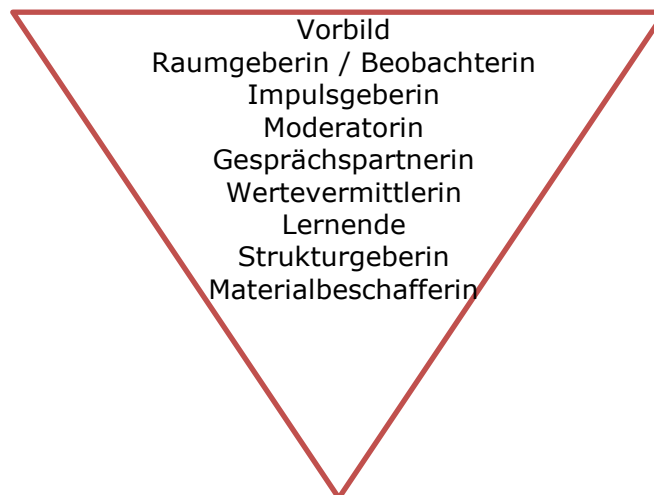 Vorbild
Raumgeberin / Beobachterin
Impulsgeberin
Moderatorin
Gesprächspartnerin
Wertevermittlerin
Lernende
Strukturgeberin
Materialbeschafferin